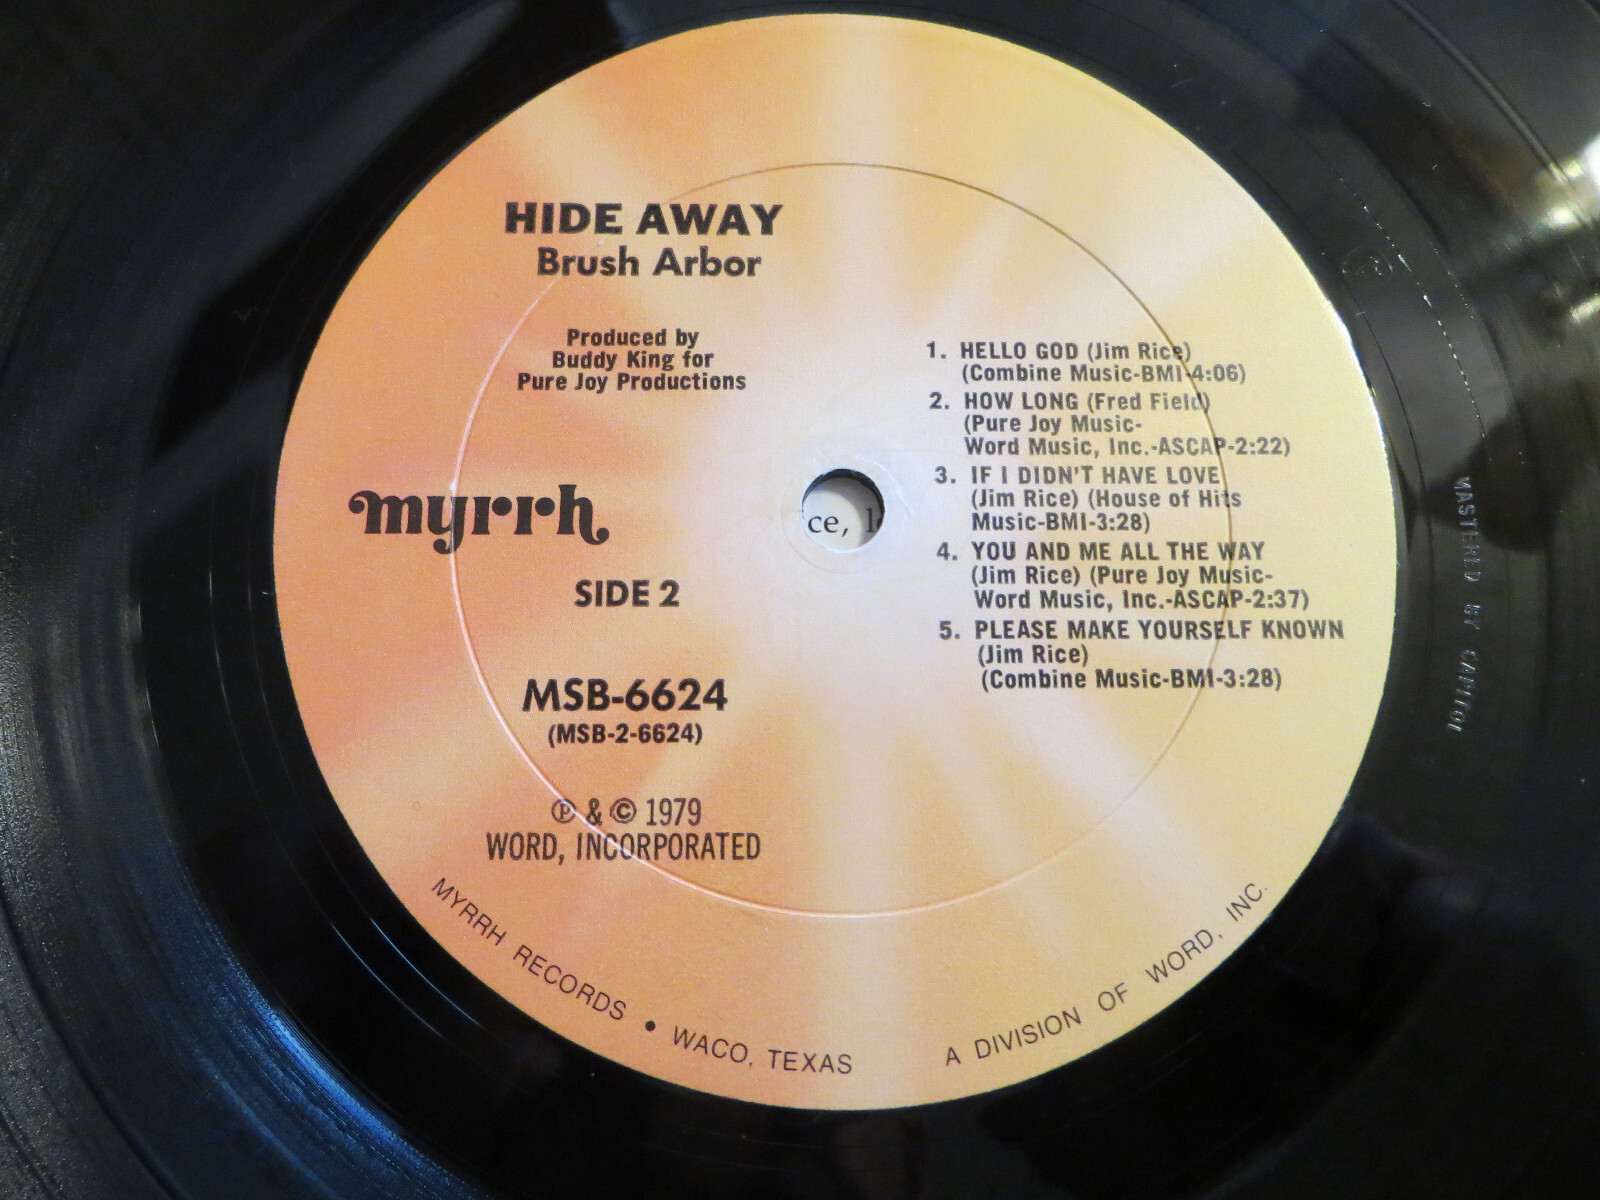 HIDE AWAY
Brush Arbor
Produced by
Buddy King for
Pure Joy Productions
myrrh
SIDE 2
MSB-6624
(MSB-2-6624)
℗ & © 1979
WORD, INCORPORATED
1. HELLO GOD (Jim Rice)
(Combine Music-BMI-4:06)
2. HOW LONG (Fred Field)
(Pure Joy Music-
Word Music, Inc.-ASCAP-2:22)
3. IF I DIDN'T HAVE LOVE
(Jim Rice) (House of Hits
Music-BMI-3:28)
4. YOU AND ME ALL THE WAY
(Jim Rice) (Pure Joy Music-
Word Music, Inc.-ASCAP-2:37)
5. PLEASE MAKE YOURSELF KNOWN
(Jim Rice)
(Combine Music-BMI-3:28)
ce,
MYRRH RECORDS • WACO, TEXAS A DIVISION OF WORD, INC.
MASTERED BY CAPITOL